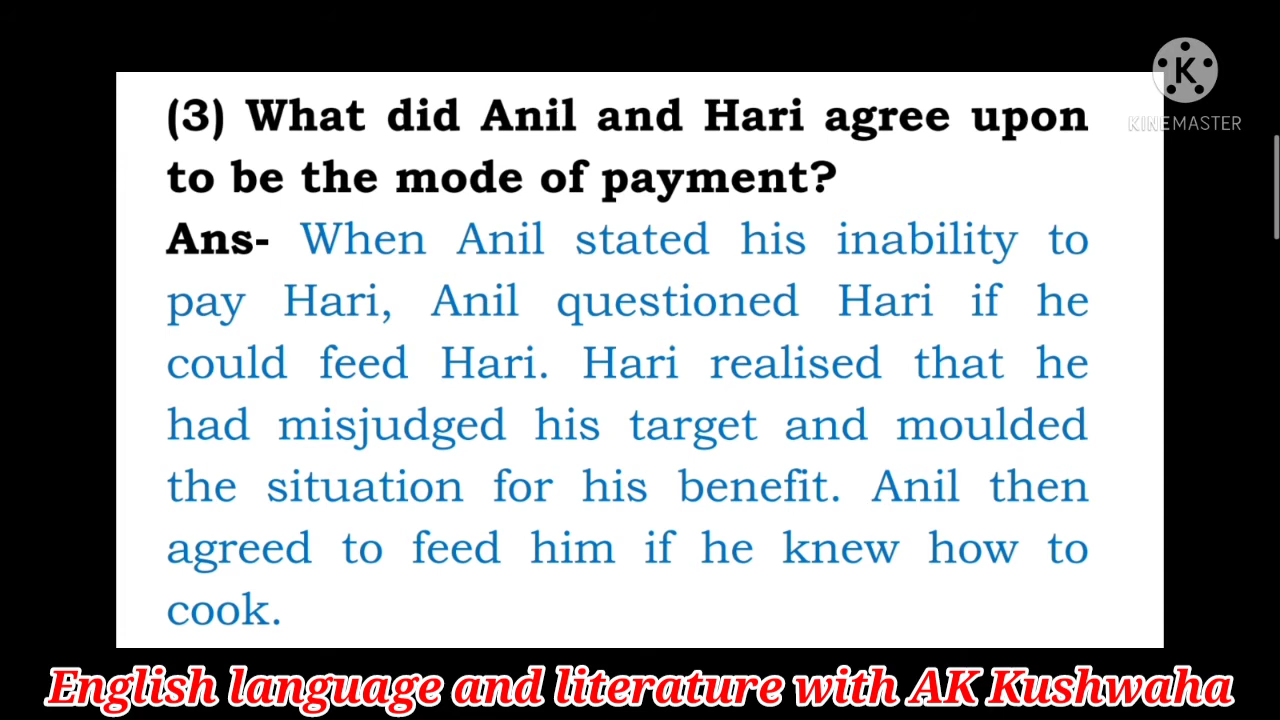 K
KINEMASTER
(3) What did Anil and Hari agree upon
to be the mode of payment?
Ans- When Anil stated his inability to
pay Hari, Anil questioned Hari if he
could feed Hari. Hari realised that he
had misjudged his target and moulded
the situation for his benefit. Anil then
agreed to feed him if he knew how to
cook.
English language and literature with AK Kushwaha